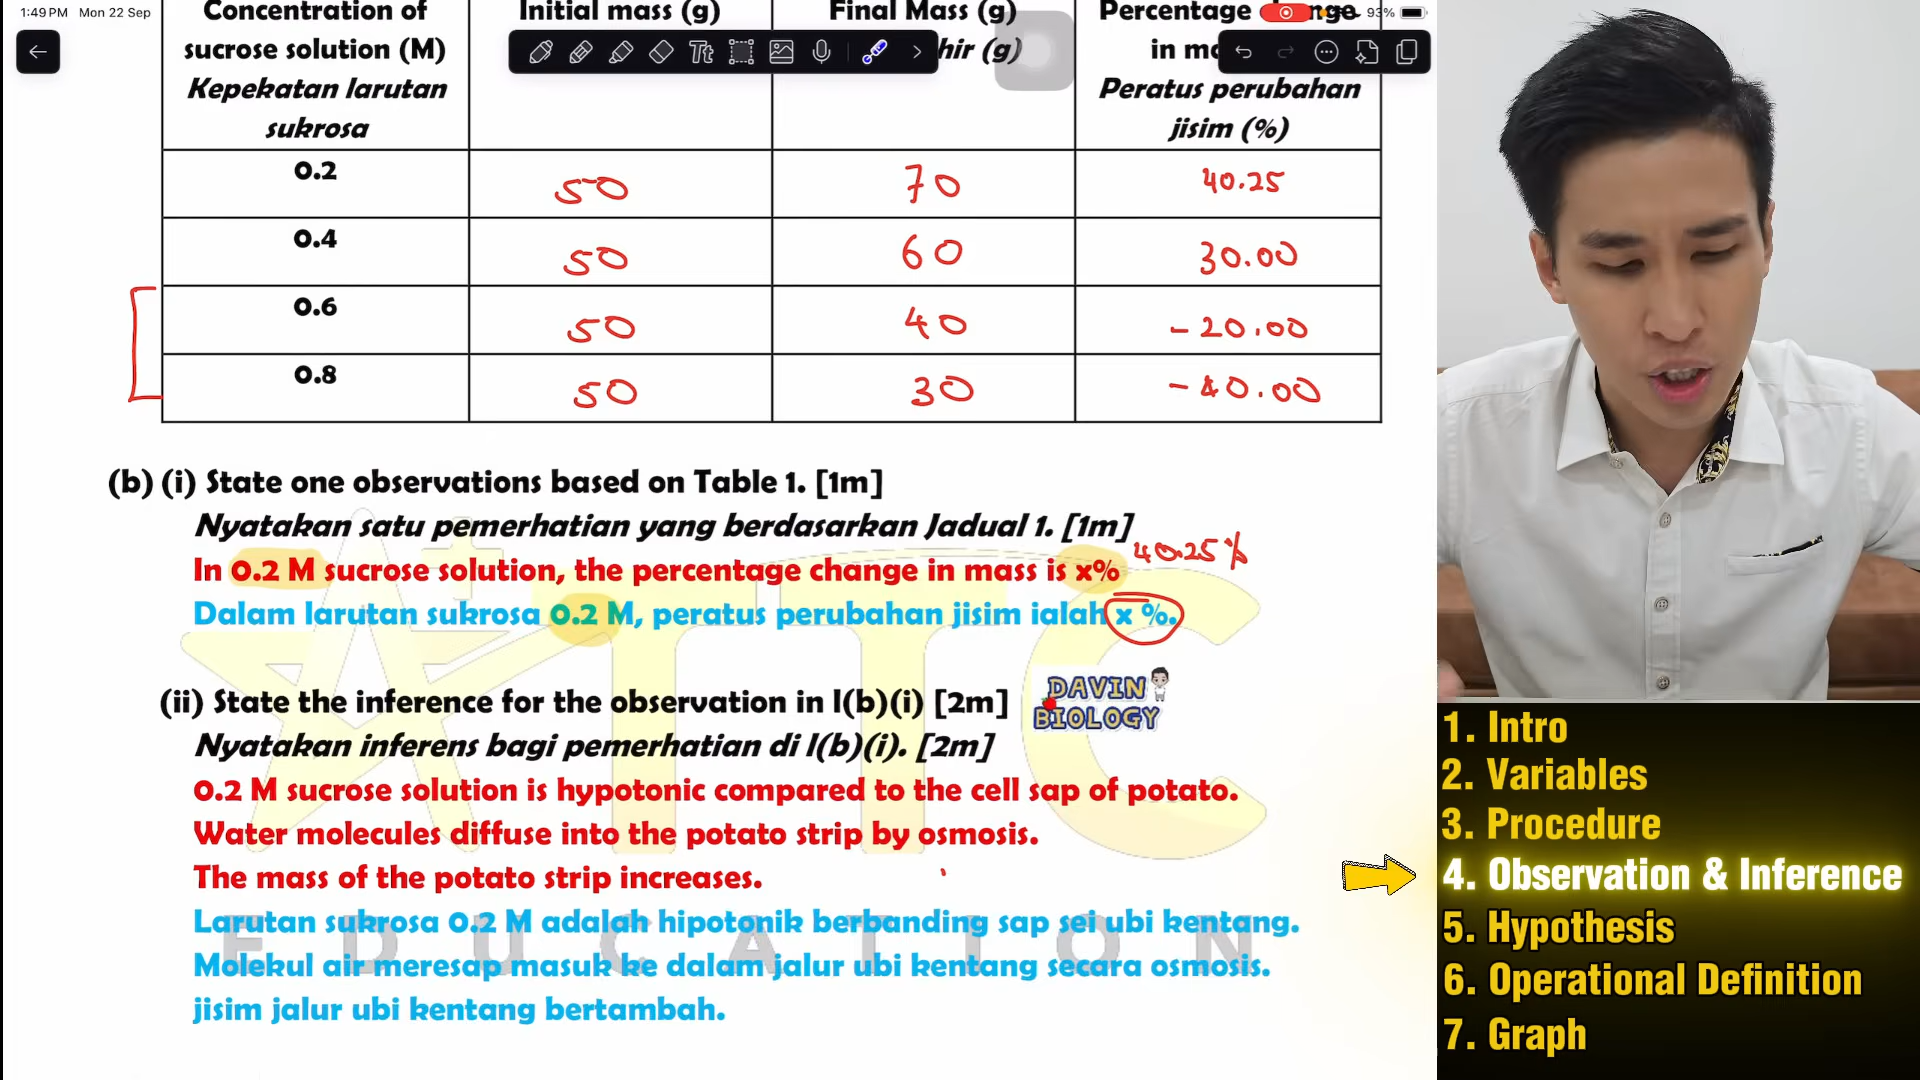 1:49 PM Mon 22 Sep
93%
Concentration of
sucrose solution (M)
Kepekatan larutan
sukrosa
Initial mass (g)
Final Mass (g)
hir (g)
Percentage
nge
in m
Peratus perubahan
jisim (%)
Tt
0.2 50 70 40.25
0.4 50 60 30.00
0.6 50 40 -20.00
0.8 50 30 -40.00
(b) (i) State one observations based on Table 1. [1m]
Nyatakan satu pemerhatian yang berdasarkan Jadual 1. [1m]
40.25%
In 0.2 M sucrose solution, the percentage change in mass is x%
Dalam larutan sukrosa 0.2 M, peratus perubahan jisim ialah x %.
(ii) State the inference for the observation in l(b)(i) [2m]
Nyatakan inferens bagi pemerhatian di l(b)(i). [2m]
DAVIN
BIOLOGY
0.2 M sucrose solution is hypotonic compared to the cell sap of potato.
Water molecules diffuse into the potato strip by osmosis.
The mass of the potato strip increases.
Larutan sukrosa 0.2 M adalah hipotonik berbanding sap sei ubi kentang.
Molekul air meresap masuk ke dalam jalur ubi kentang secara osmosis.
jisim jalur ubi kentang bertambah.
TTC
EDUCATION
1. Intro
2. Variables
3. Procedure
4. Observation & Inference
5. Hypothesis
6. Operational Definition
7. Graph